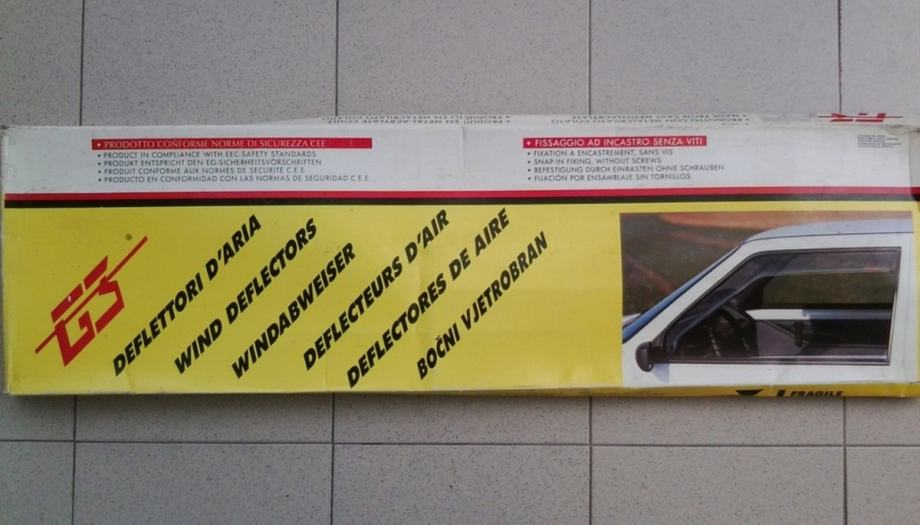 • PRODOTTO CONFORME NORME DI SICUREZZA CEE
• PRODUCT IN COMPLIANCE WITH EEC SAFETY STANDARDS
• PRODUKT ENTSPRICHT DEN EG-SICHERHEITSVORSCHRIFTEN
• PRODUIT CONFORME AUX NORMES DE SECURITE C.E.E.
• PRODUCTO EN CONFORMIDAD CON LAS NORMAS DE SEGURIDAD C.E.E.
• FISSAGGIO AD INCASTRO SENZA VITI
• FIXATION A ENCASTREMENT, SANS VIS
• SNAP-IN FIXING, WITHOUT SCREWS
• BEFESTIGUNG DURCH EINRASTEN OHNE SCHRAUBEN
• FIJACIÓN POR ENSAMBLAJE SIN TORNILLOS
G3 ®
DEFLETTORI D'ARIA
WIND DEFLECTORS
WINDABWEISER
DEFLECTEURS D'AIR
DEFLECTORES DE AIRE
BOČNI VJETROBRAN
FRAGILE